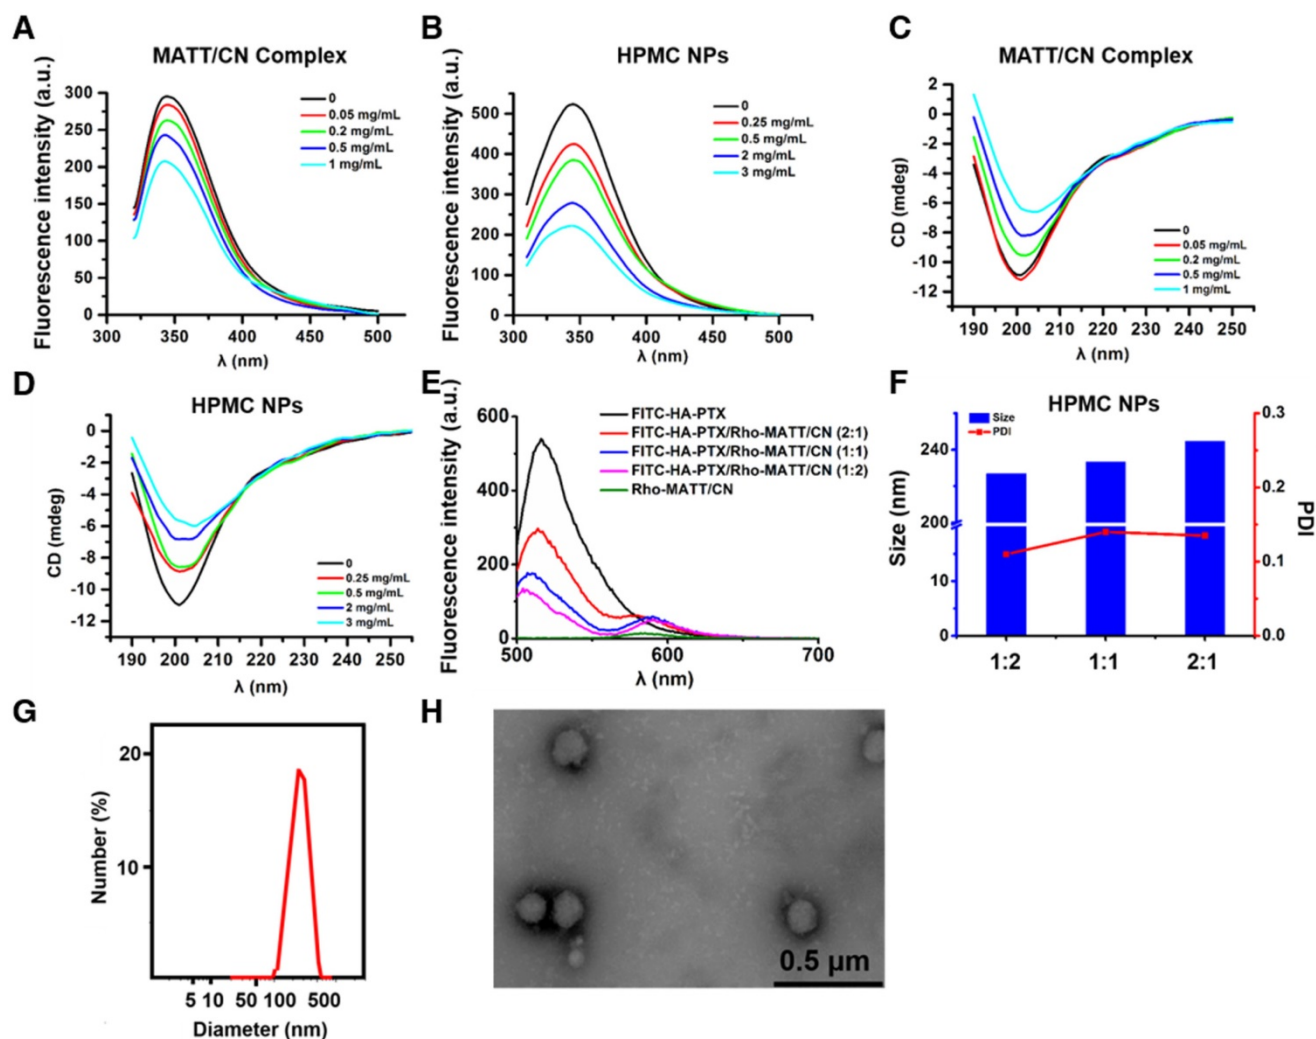 A
MATT/CN Complex
Fluorescence intensity (a.u.)
300
250
200
150
100
50
0
0
0.05 mg/mL
0.2 mg/mL
0.5 mg/mL
1 mg/mL
300 350 400 450 500
λ (nm)
B
HPMC NPs
Fluorescence intensity (a.u.)
500
400
300
200
100
0
0
0.25 mg/mL
0.5 mg/mL
2 mg/mL
3 mg/mL
300 350 400 450 500
λ (nm)
C
MATT/CN Complex
CD (mdeg)
2
0
-2
-4
-6
-8
-10
-12
0
0.05 mg/mL
0.2 mg/mL
0.5 mg/mL
1 mg/mL
190 200 210 220 230 240 250
λ (nm)
D
HPMC NPs
CD (mdeg)
0
-2
-4
-6
-8
-10
-12
0
0.25 mg/mL
0.5 mg/mL
2 mg/mL
3 mg/mL
190 200 210 220 230 240 250
λ (nm)
E
Fluorescence intensity (a.u.)
600
400
200
0
FITC-HA-PTX
FITC-HA-PTX/Rho-MATT/CN (2:1)
FITC-HA-PTX/Rho-MATT/CN (1:1)
FITC-HA-PTX/Rho-MATT/CN (1:2)
Rho-MATT/CN
500 600 700
λ (nm)
F
HPMC NPs
Size
PDI
Size (nm)
240
200
10
0
0.3
0.2
0.1
0.0
PDI
1:2 1:1 2:1
G
Number (%)
20
10
5 10 50 100 500
Diameter (nm)
H
0.5 μm